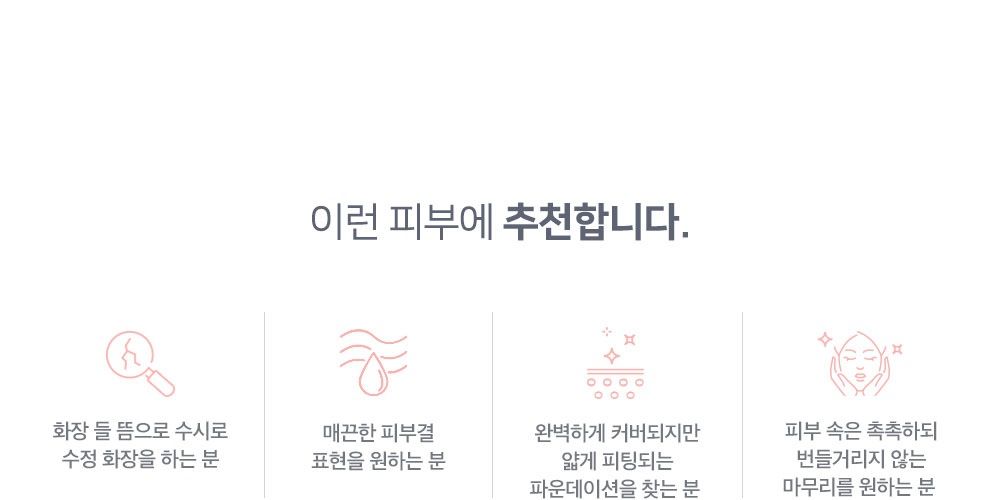 이런 피부에 추천합니다.
화장 들 뜸으로 수시로
수정 화장을 하는 분
매끈한 피부결
표현을 원하는 분
완벽하게 커버되지만
얇게 피팅되는
파운데이션을 찾는 분
피부 속은 촉촉하되
번들거리지 않는
마무리를 원하는 분